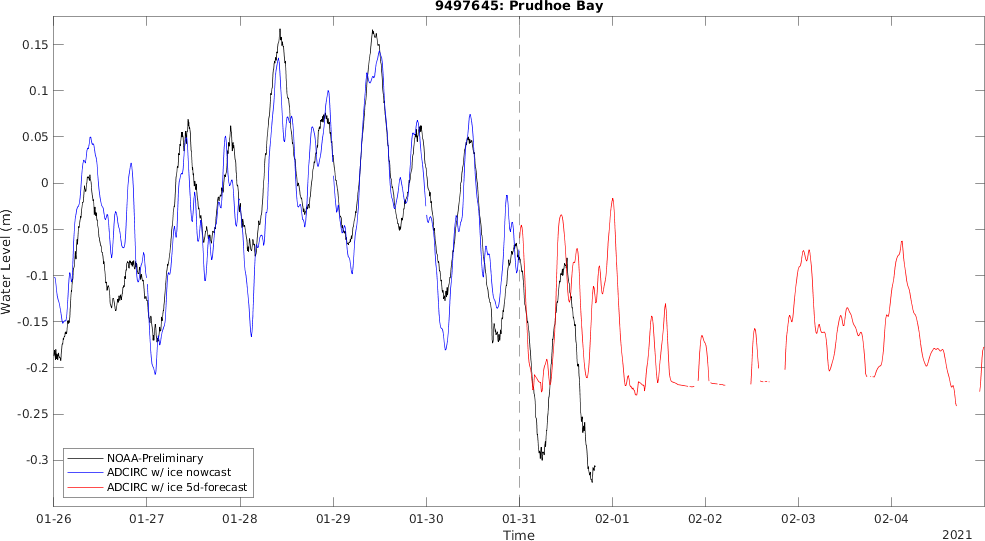 9497645: Prudhoe Bay
Water Level (m)
0.15
0.1
0.05
0
-0.05
-0.1
-0.15
-0.2
-0.25
-0.3
NOAA-Preliminary
ADCIRC w/ ice nowcast
ADCIRC w/ ice 5d-forecast
01-26 01-27 01-28 01-29 01-30 01-31 02-01 02-02 02-03 02-04
Time
2021